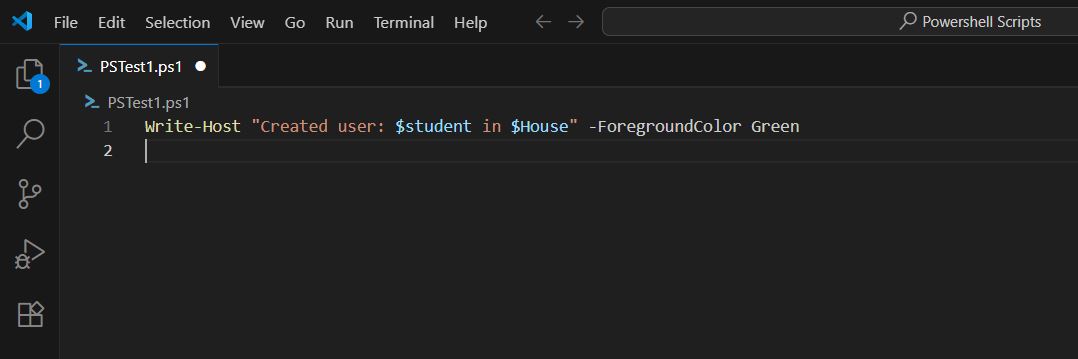 File Edit Selection View Go Run Terminal Help
Powershell Scripts
PSTest1.ps1
1
PSTest1.ps1
1 Write-Host "Created user: $student in $House" -ForegroundColor Green
2